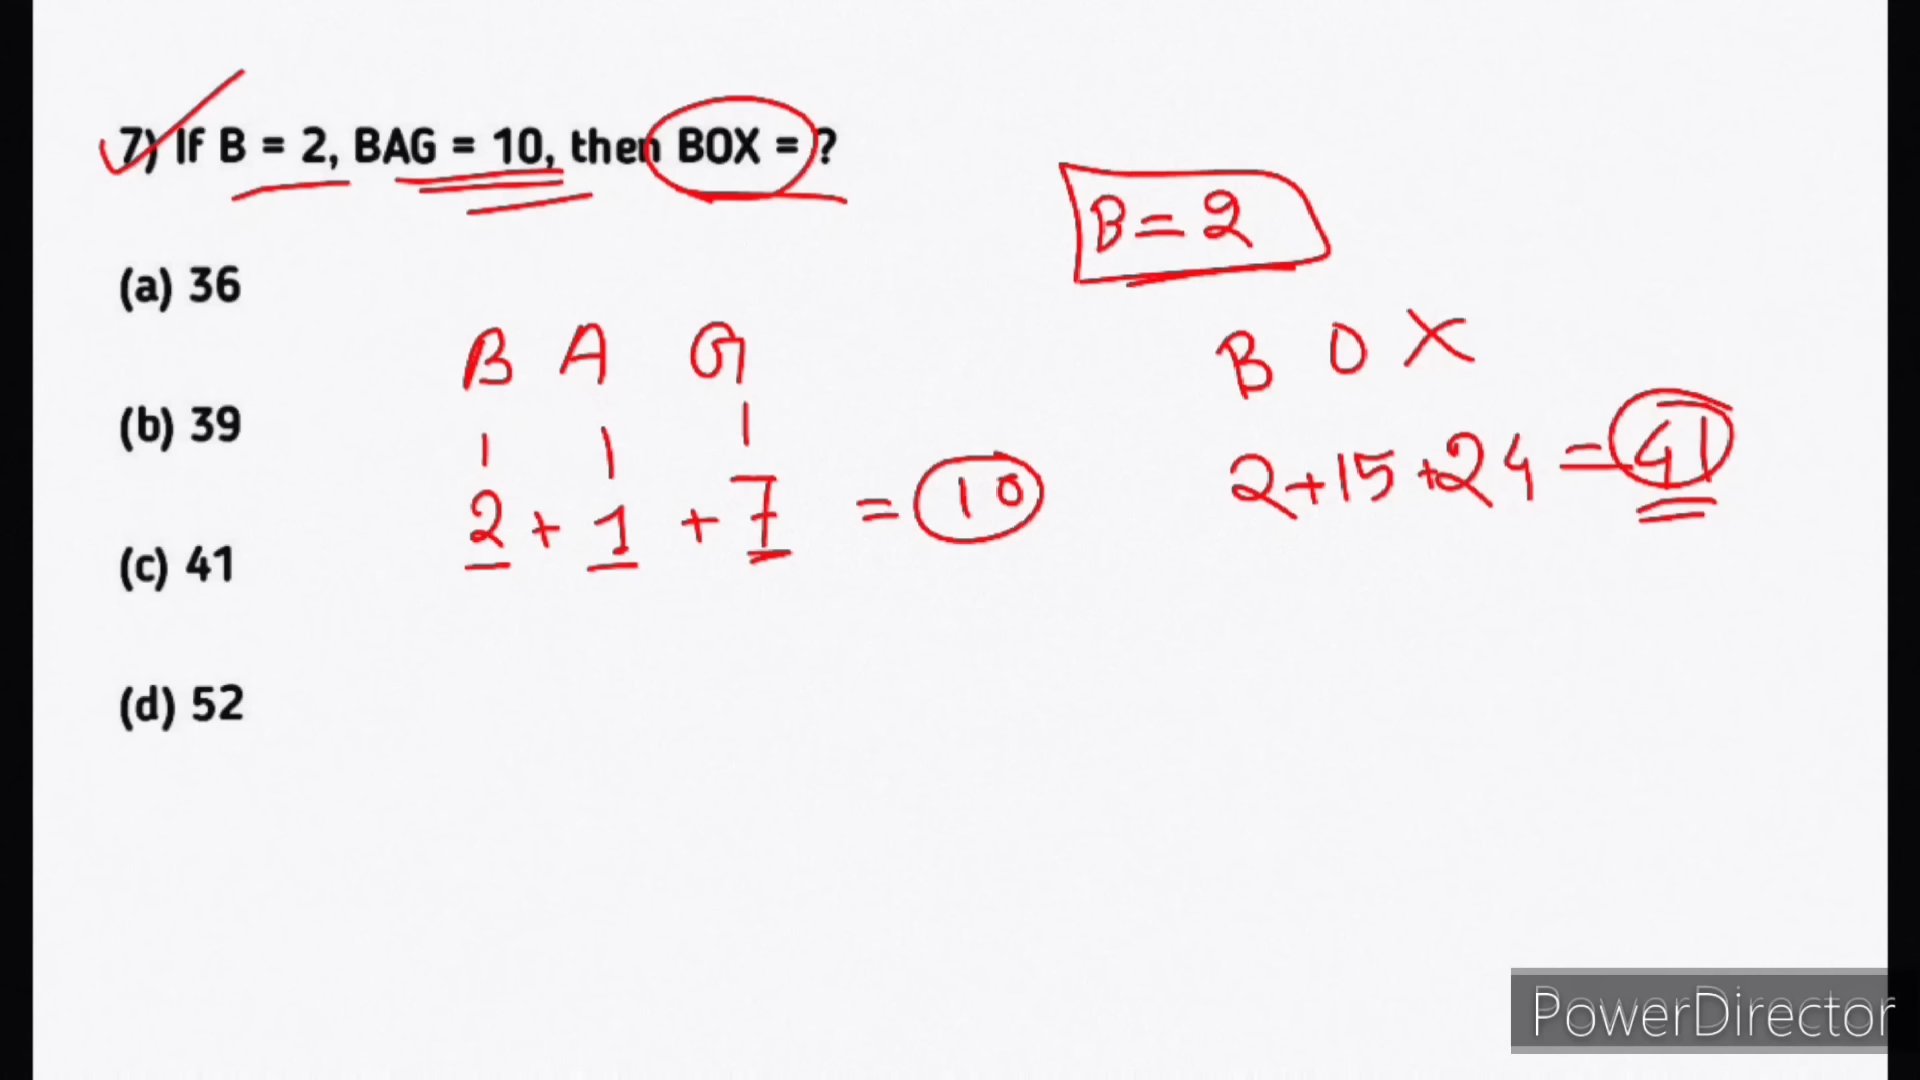 7) If B = 2, BAG = 10, then BOX = ?
B = 2
(a) 36
B A G
B O X
(b) 39
2 + 1 + 7 = 10
2 + 15 + 24 = 41
(c) 41
(d) 52
PowerDirector